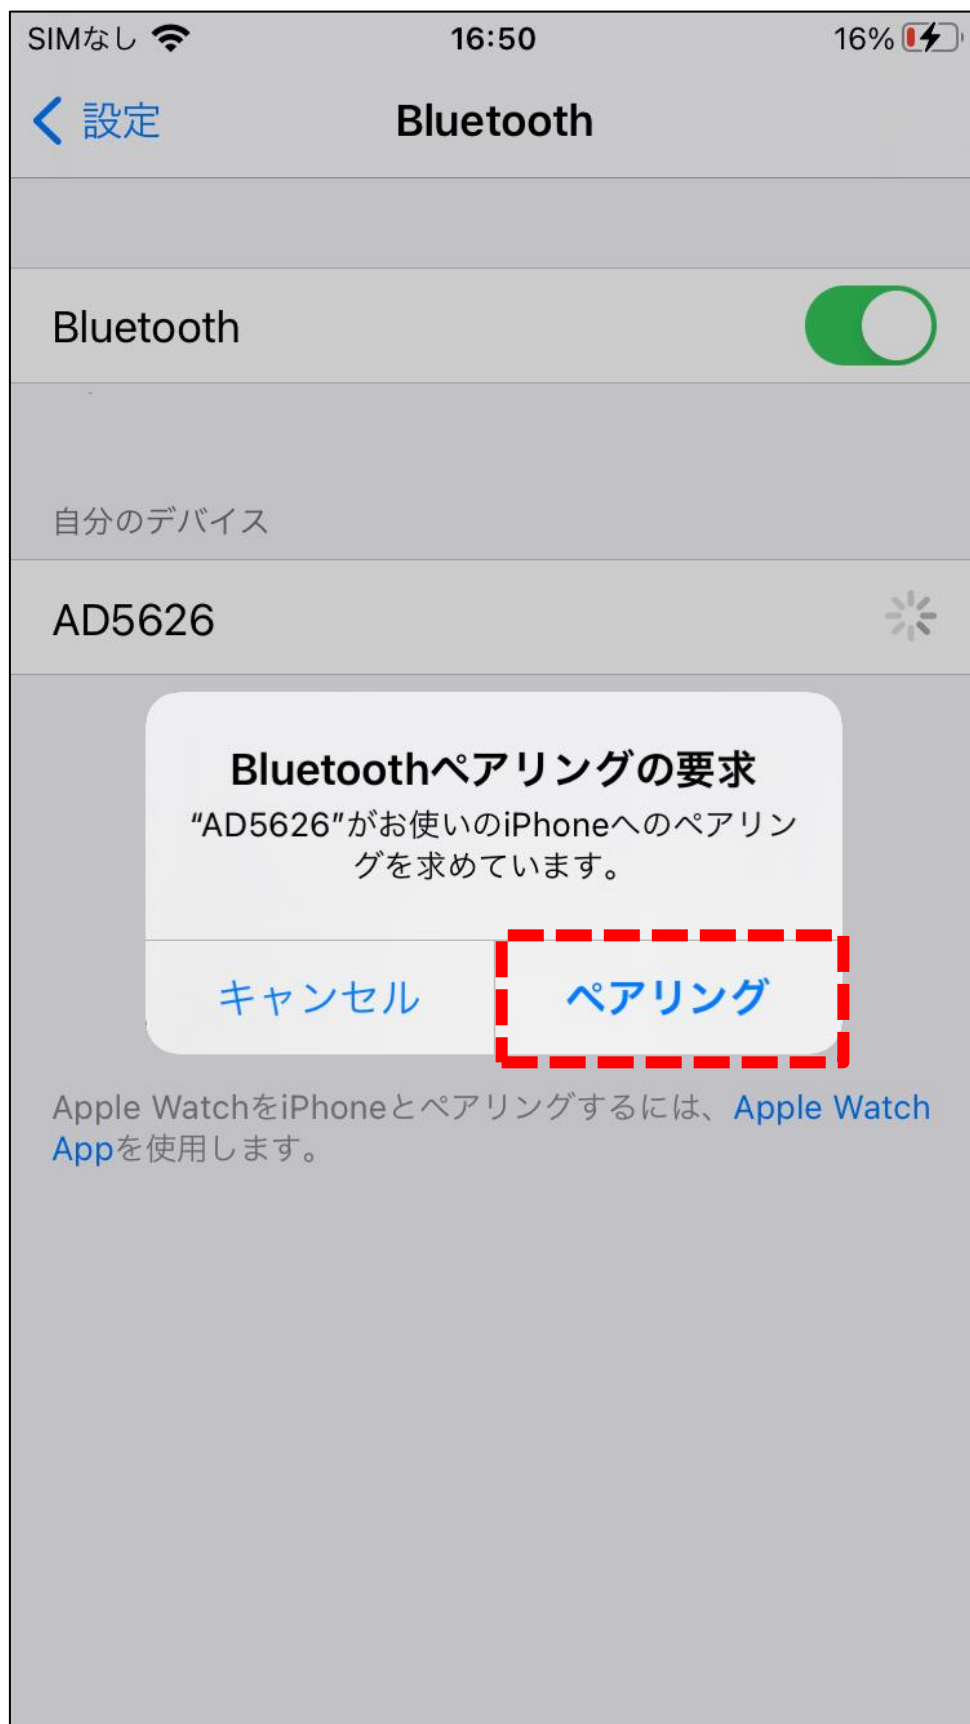 SIMなし 16:50 16%
設定 Bluetooth
Bluetooth
自分のデバイス
AD5626
Bluetoothペアリングの要求
“AD5626”がお使いのiPhoneへのペアリン
グを求めています。
キャンセル ペアリング
Apple WatchをiPhoneとペアリングするには、Apple Watch
Appを使用します。